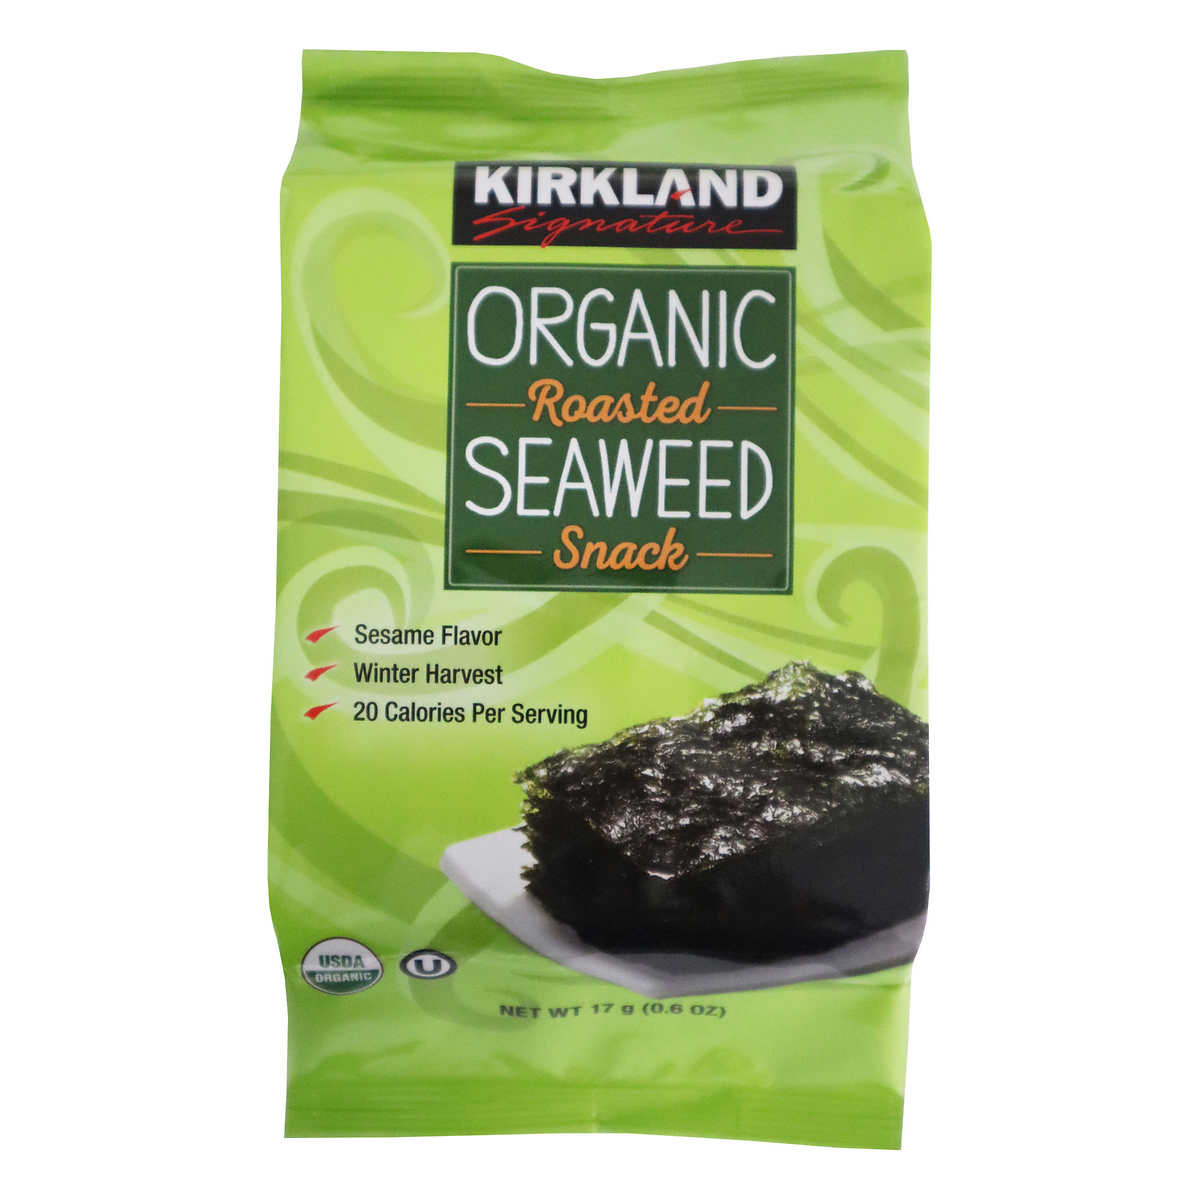 KIRKLAND
Signature
ORGANIC
Roasted
SEAWEED
Snack
Sesame Flavor
Winter Harvest
20 Calories Per Serving
USDA
ORGANIC
U
NET WT 17 g (0.6 OZ)